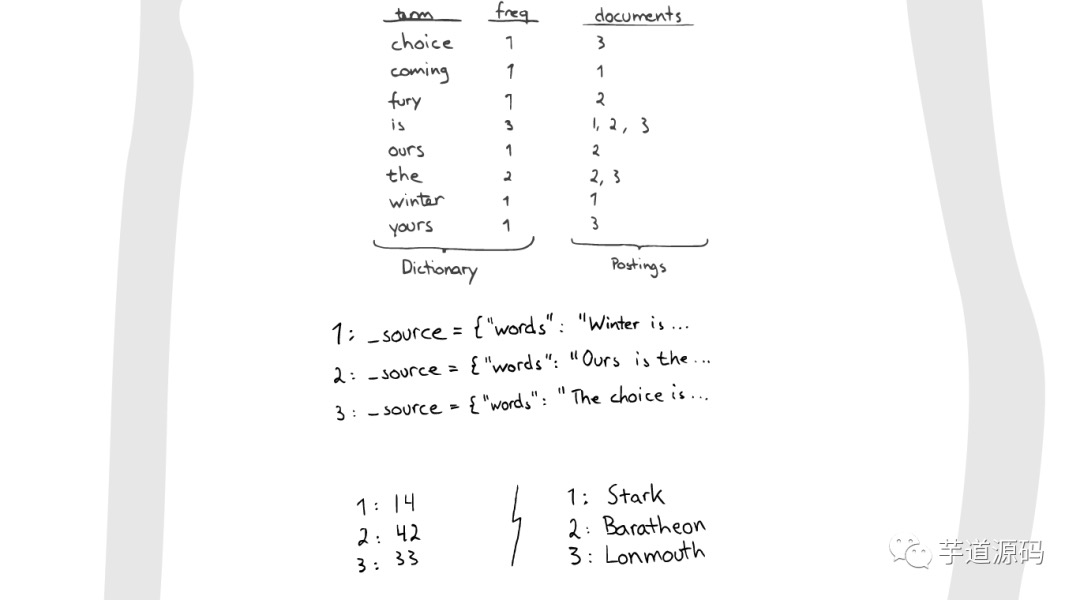 term freq documents
choice 1 3
coming 1 1
fury 1 2
is 3 1, 2, 3
ours 1 2
the 2 2, 3
winter 1 1
yours 1 3
Dictionary Postings
1: _source = {"words": "Winter is ...
2: _source = {"words": "Ours is the ...
3: _source = {"words": "The choice is ...
1: 14 1: Stark
2: 42 2: Baratheon
3: 33 3: Lonmouth
芋道源码